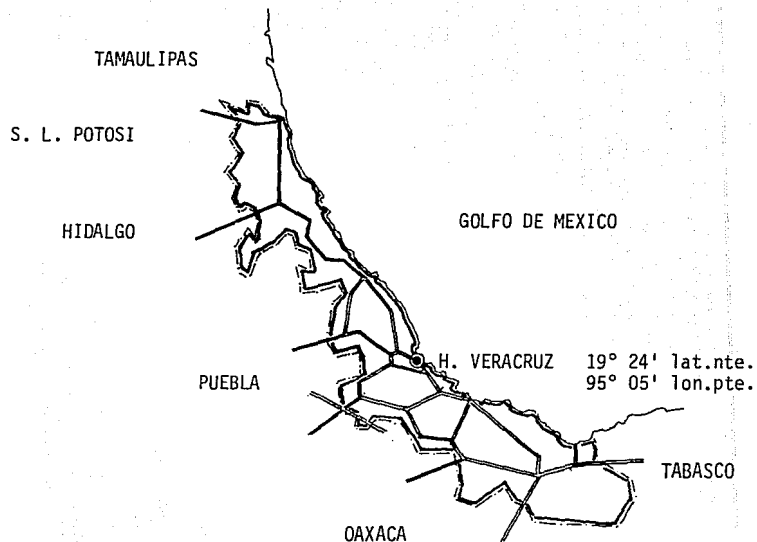 TAMAULIPAS
S. L. POTOSI
HIDALGO
GOLFO DE MEXICO
H. VERACRUZ 19° 24' lat.nte.
95° 05' lon.pte.
PUEBLA
TABASCO
OAXACA